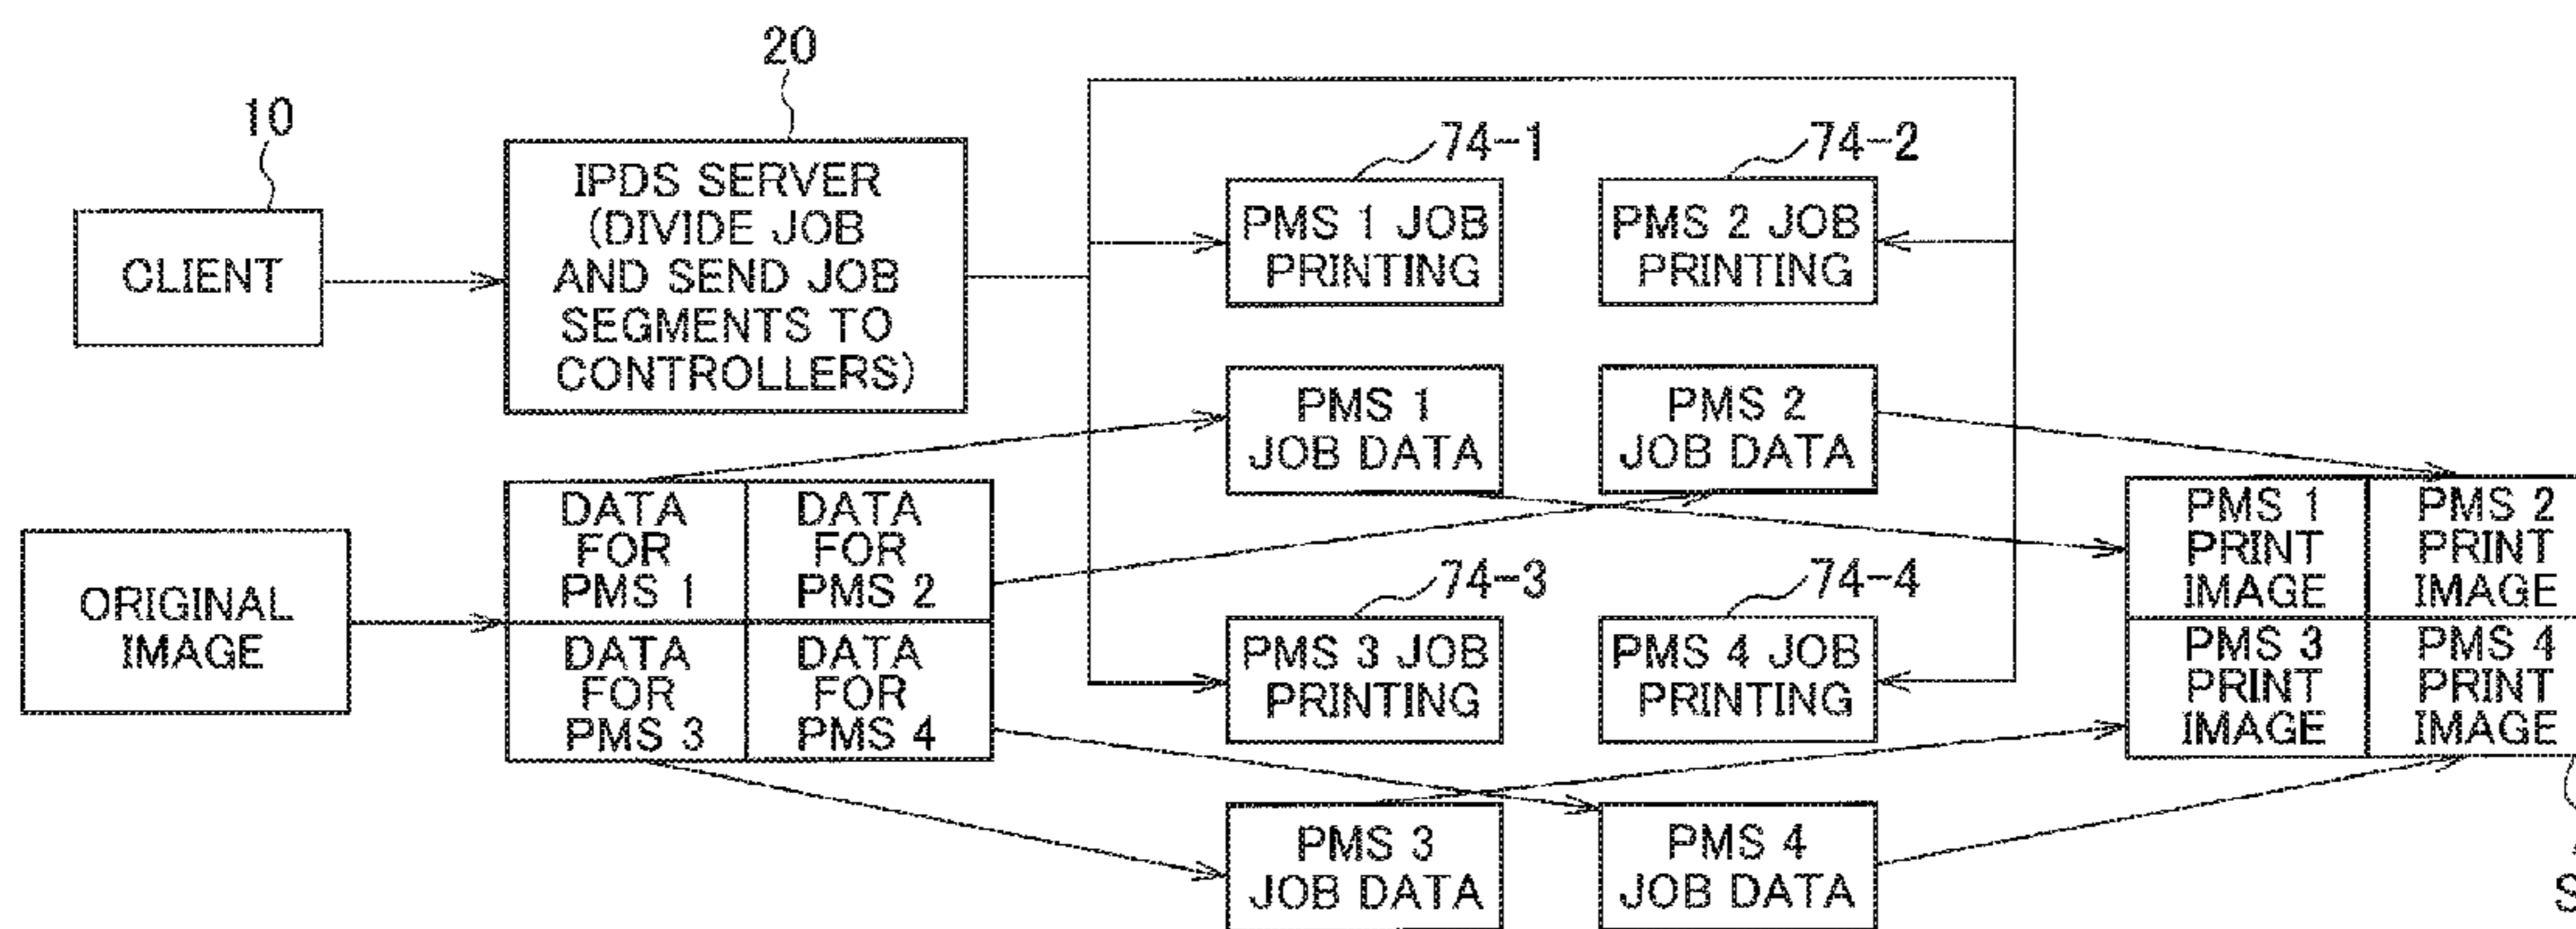 20
10
74-1
74-2
IPDS SERVER
(DIVIDE JOB
AND SEND JOB
SEGMENTS TO
CONTROLLERS)
CLIENT
PMS 1 JOB
PRINTING
PMS 2 JOB
PRINTING
PMS 1
JOB DATA
PMS 2
JOB DATA
ORIGINAL
IMAGE
DATA
FOR
PMS 1
DATA
FOR
PMS 2
DATA
FOR
PMS 3
DATA
FOR
PMS 4
74-3
74-4
PMS 3 JOB
PRINTING
PMS 4 JOB
PRINTING
PMS 1
PRINT
IMAGE
PMS 2
PRINT
IMAGE
PMS 3
PRINT
IMAGE
PMS 4
PRINT
IMAGE
PMS 3
JOB DATA
PMS 4
JOB DATA
S